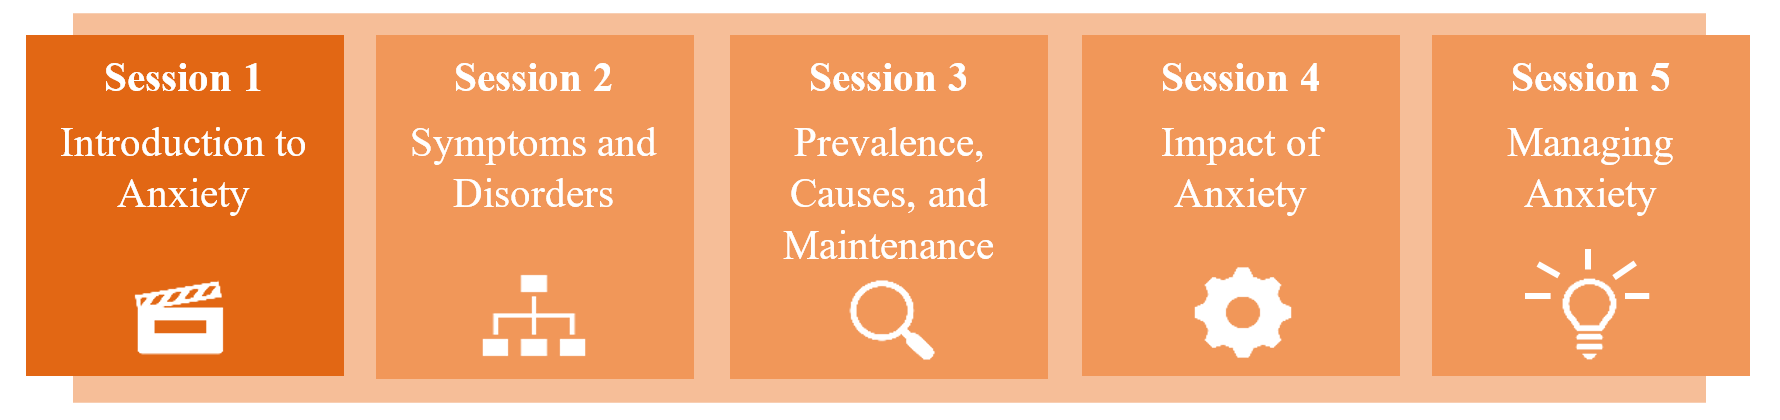 Session 1
Introduction to
Anxiety
Session 2
Symptoms and
Disorders
Session 3
Prevalence,
Causes, and
Maintenance
Session 4
Impact of
Anxiety
Session 5
Managing
Anxiety